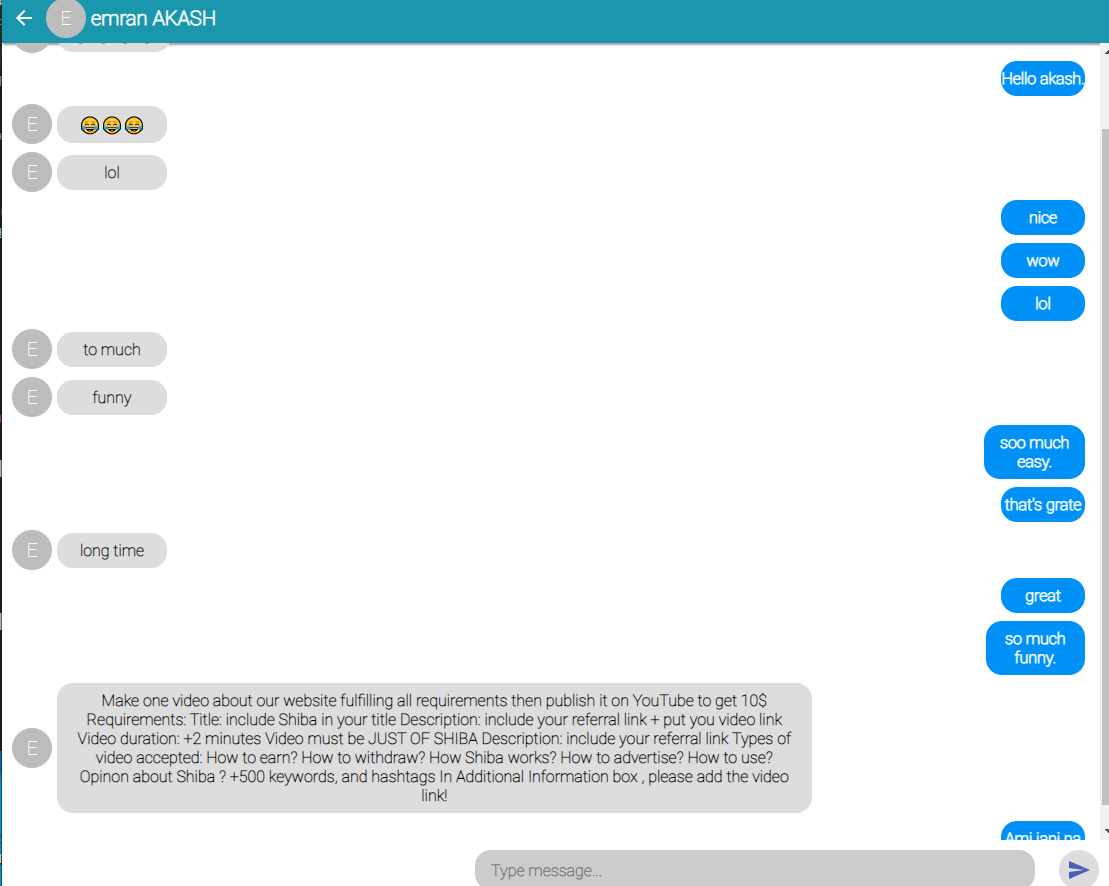 E emran AKASH
Hello akash.
E 😂😂😂
E lol
nice
wow
lol
E to much
E funny
soo much
easy.
that's grate
E long time
great
so much
funny.
Make one video about our website fulfilling all requirements then publish it on YouTube to get 10$
Requirements: Title: include Shiba in your title Description: include your referral link + put you video link
Video duration: +2 minutes Video must be JUST OF SHIBA Description: include your referral link Types of
E video accepted: How to earn? How to withdraw? How Shiba works? How to advertise? How to use?
Opinon about Shiba ? +500 keywords, and hashtags In Additional Information box , please add the video
link!
Ami jani na
Type message...